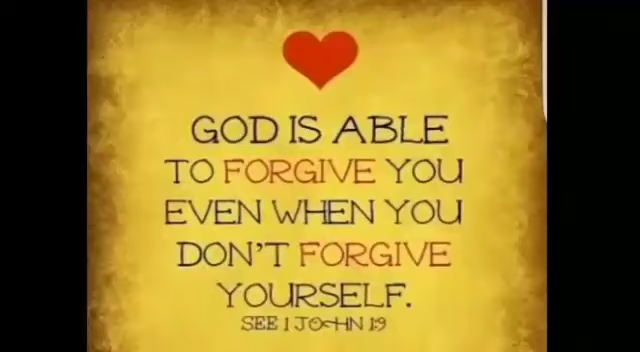 GOD IS ABLE
TO FORGIVE YOU
EVEN WHEN YOU
DON'T FORGIVE
YOURSELF.
SEE 1 JOHN 1:9